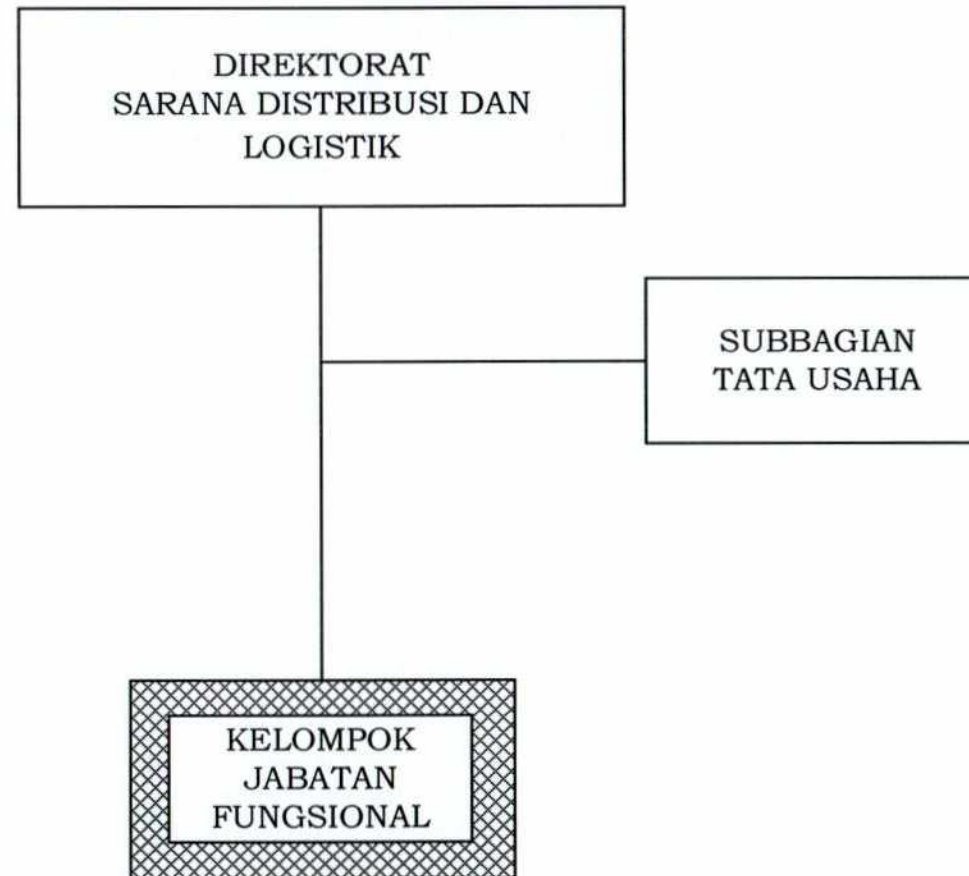 DIREKTORAT
SARANA DISTRIBUSI DAN
LOGISTIK
SUBBAGIAN
TATA USAHA
KELOMPOK
JABATAN
FUNGSIONAL